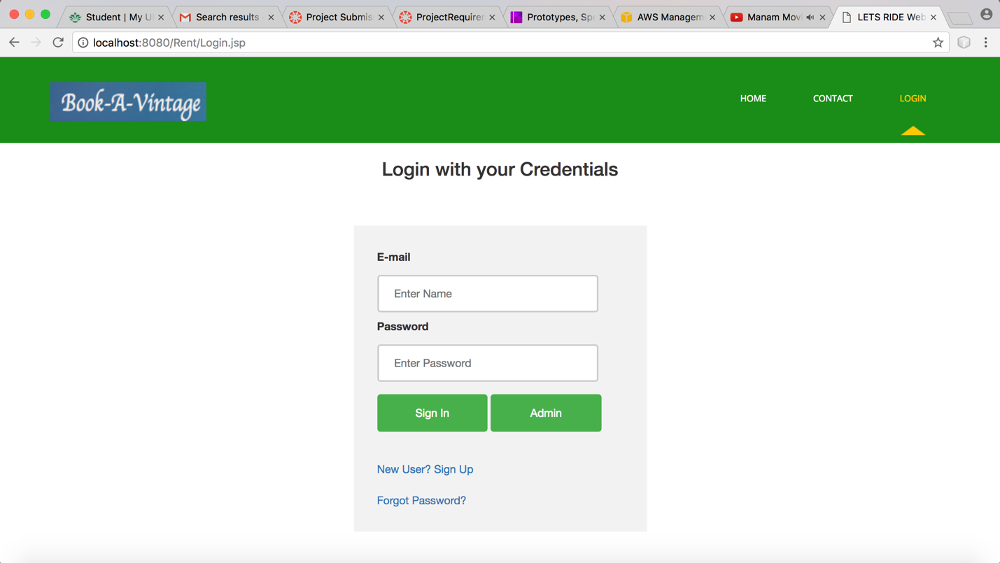 Student | My U
Search results
Project Submis
ProjectRequirer
Prototypes, Spe
AWS Managem
Manam Movi
LETS RIDE Web
localhost:8080/Rent/Login.jsp
Book-A-Vintage
HOME
CONTACT
LOGIN
Login with your Credentials
E-mail
Enter Name
Password
Enter Password
Sign In
Admin
New User? Sign Up
Forgot Password?